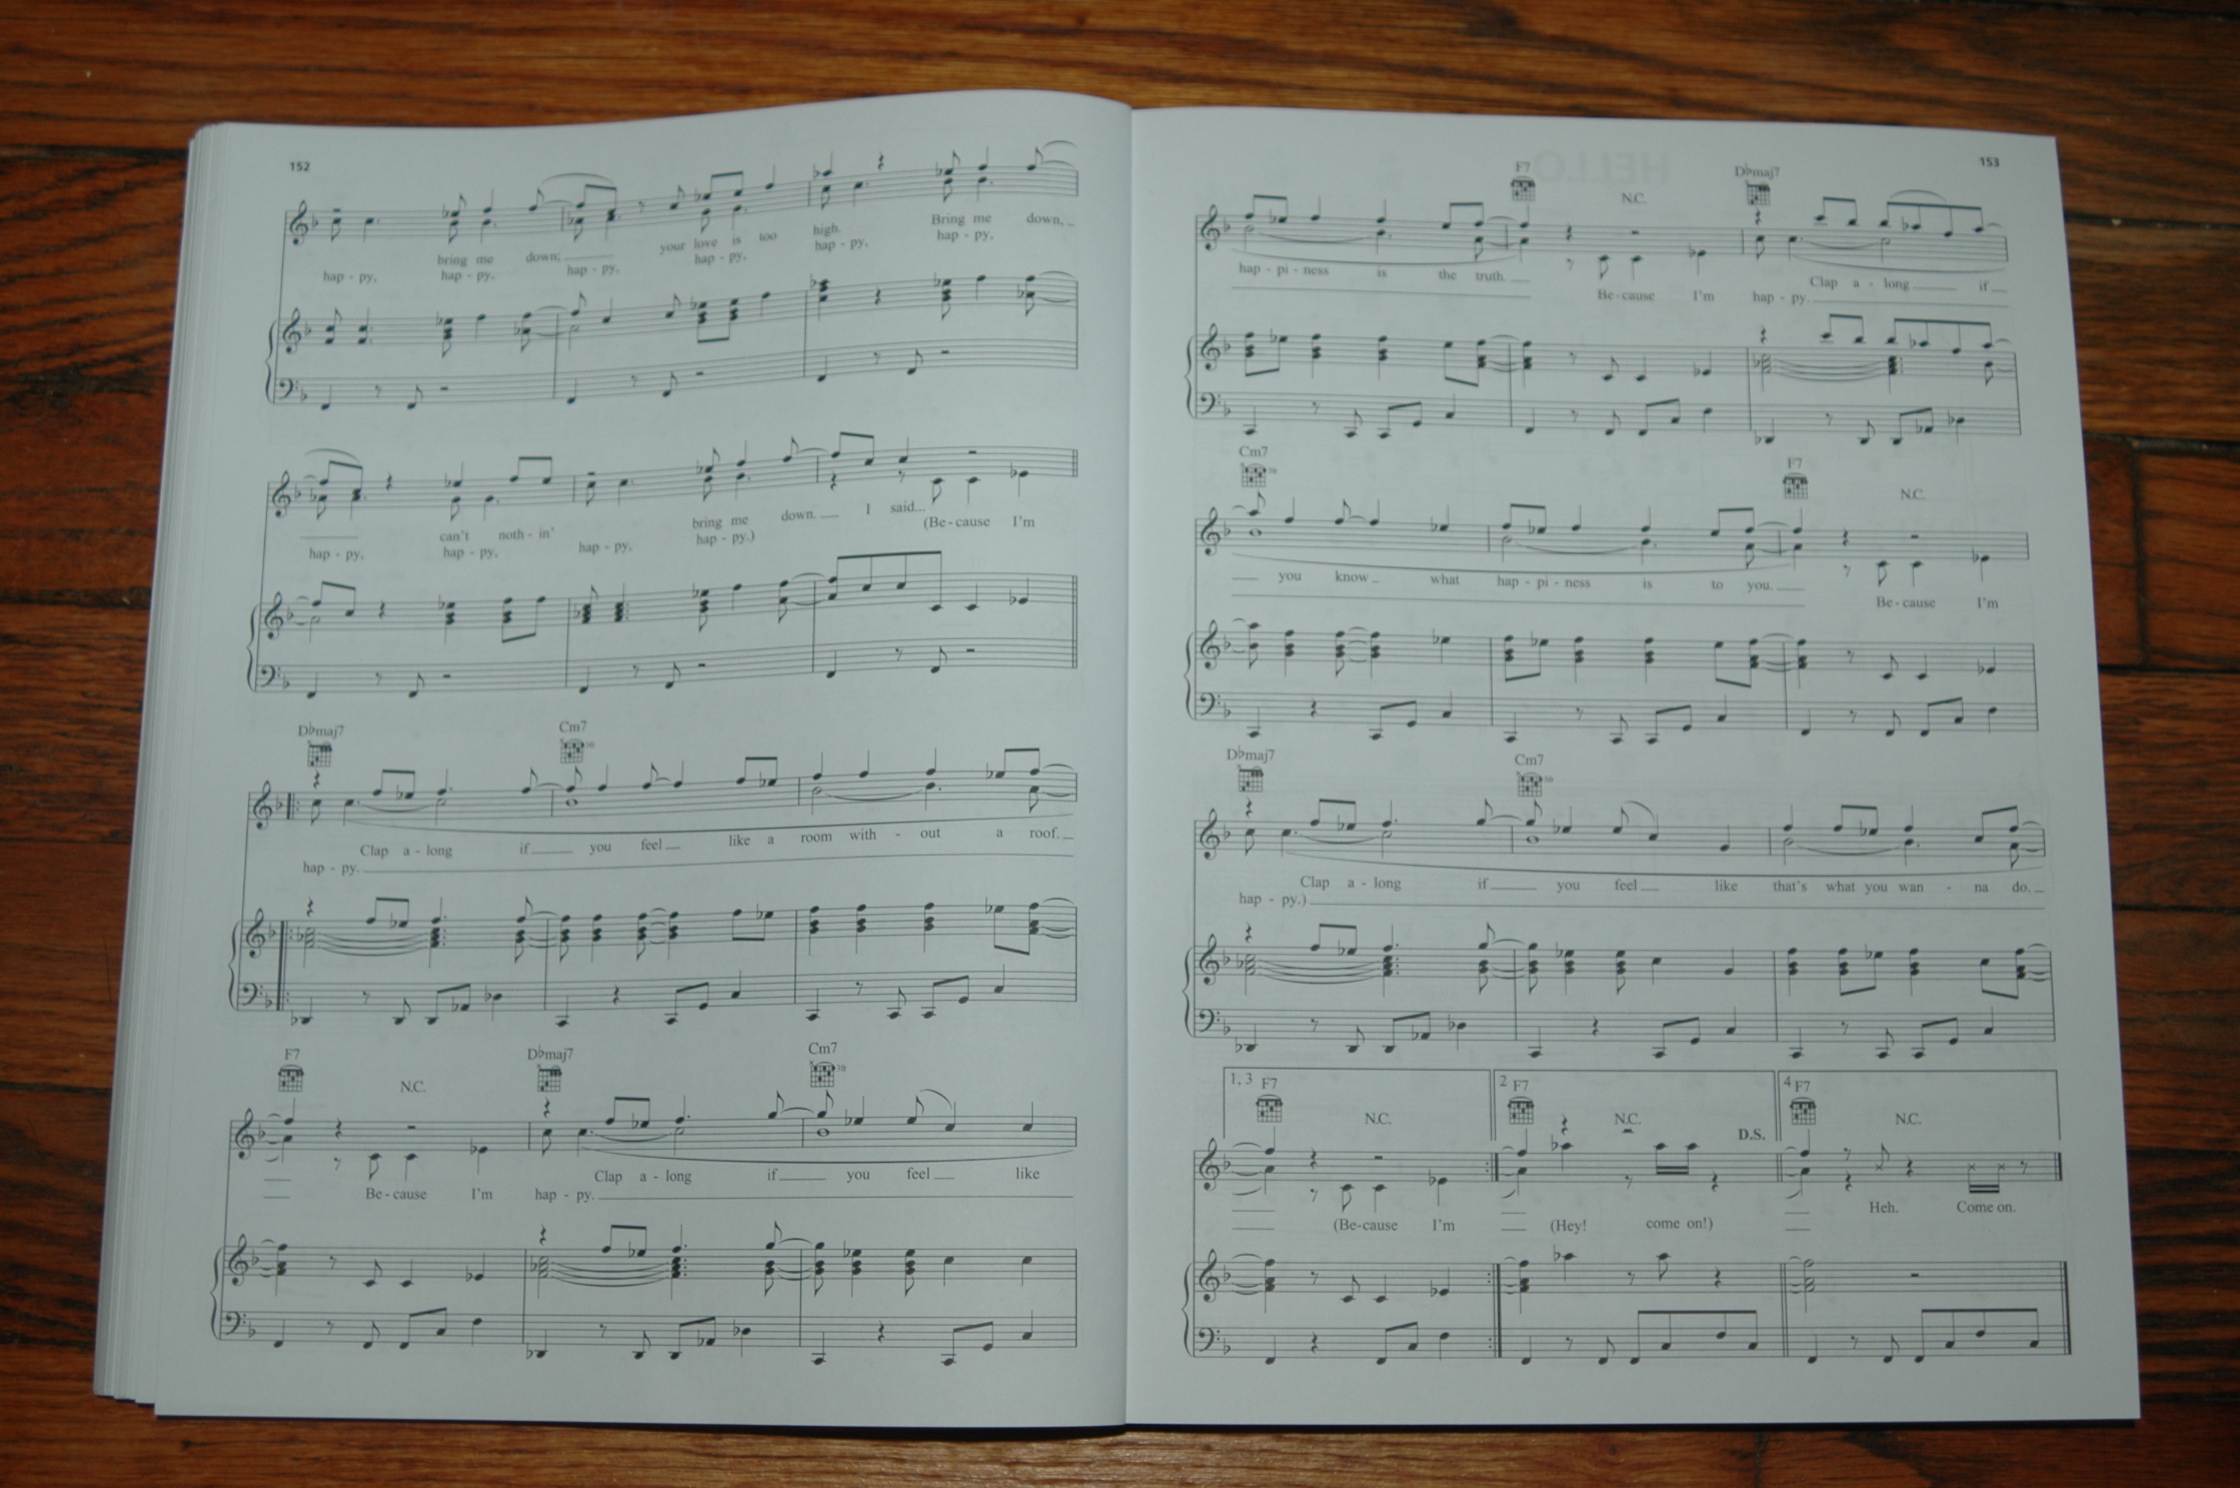 152
bring me down; your love is too high. Bring me down,
hap - py, hap - py, hap - py, hap - py, hap - py, hap - py,
can't noth - in' bring me down. I said...
hap - py, hap - py, hap - py, hap - py.) (Be - cause I'm
D♭maj7 Cm7
Clap a - long if you feel like a room with - out a roof.
hap - py.
F7 N.C. D♭maj7 Cm7
Clap a - long if you feel like
Be - cause I'm hap - py.
153
HELLO
F7 N.C. D♭maj7
hap - pi - ness is the truth. Clap a - long if
Be - cause I'm hap - py.
Cm7 F7 N.C.
you know what hap - pi - ness is to you.
Be - cause I'm
D♭maj7 Cm7
Clap a - long if you feel like that's what you wan - na do.
hap - py.)
1, 3 F7 N.C. 2 F7 N.C. D.S. 4 F7 N.C.
Heh. Come on.
(Be - cause I'm (Hey! come on!)